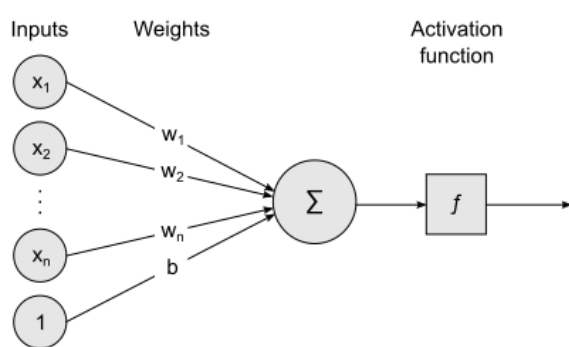 Inputs
Weights
Activation
function
x₁
x₂
⋮
xₙ
1
w₁
w₂
wₙ
b
Σ
f